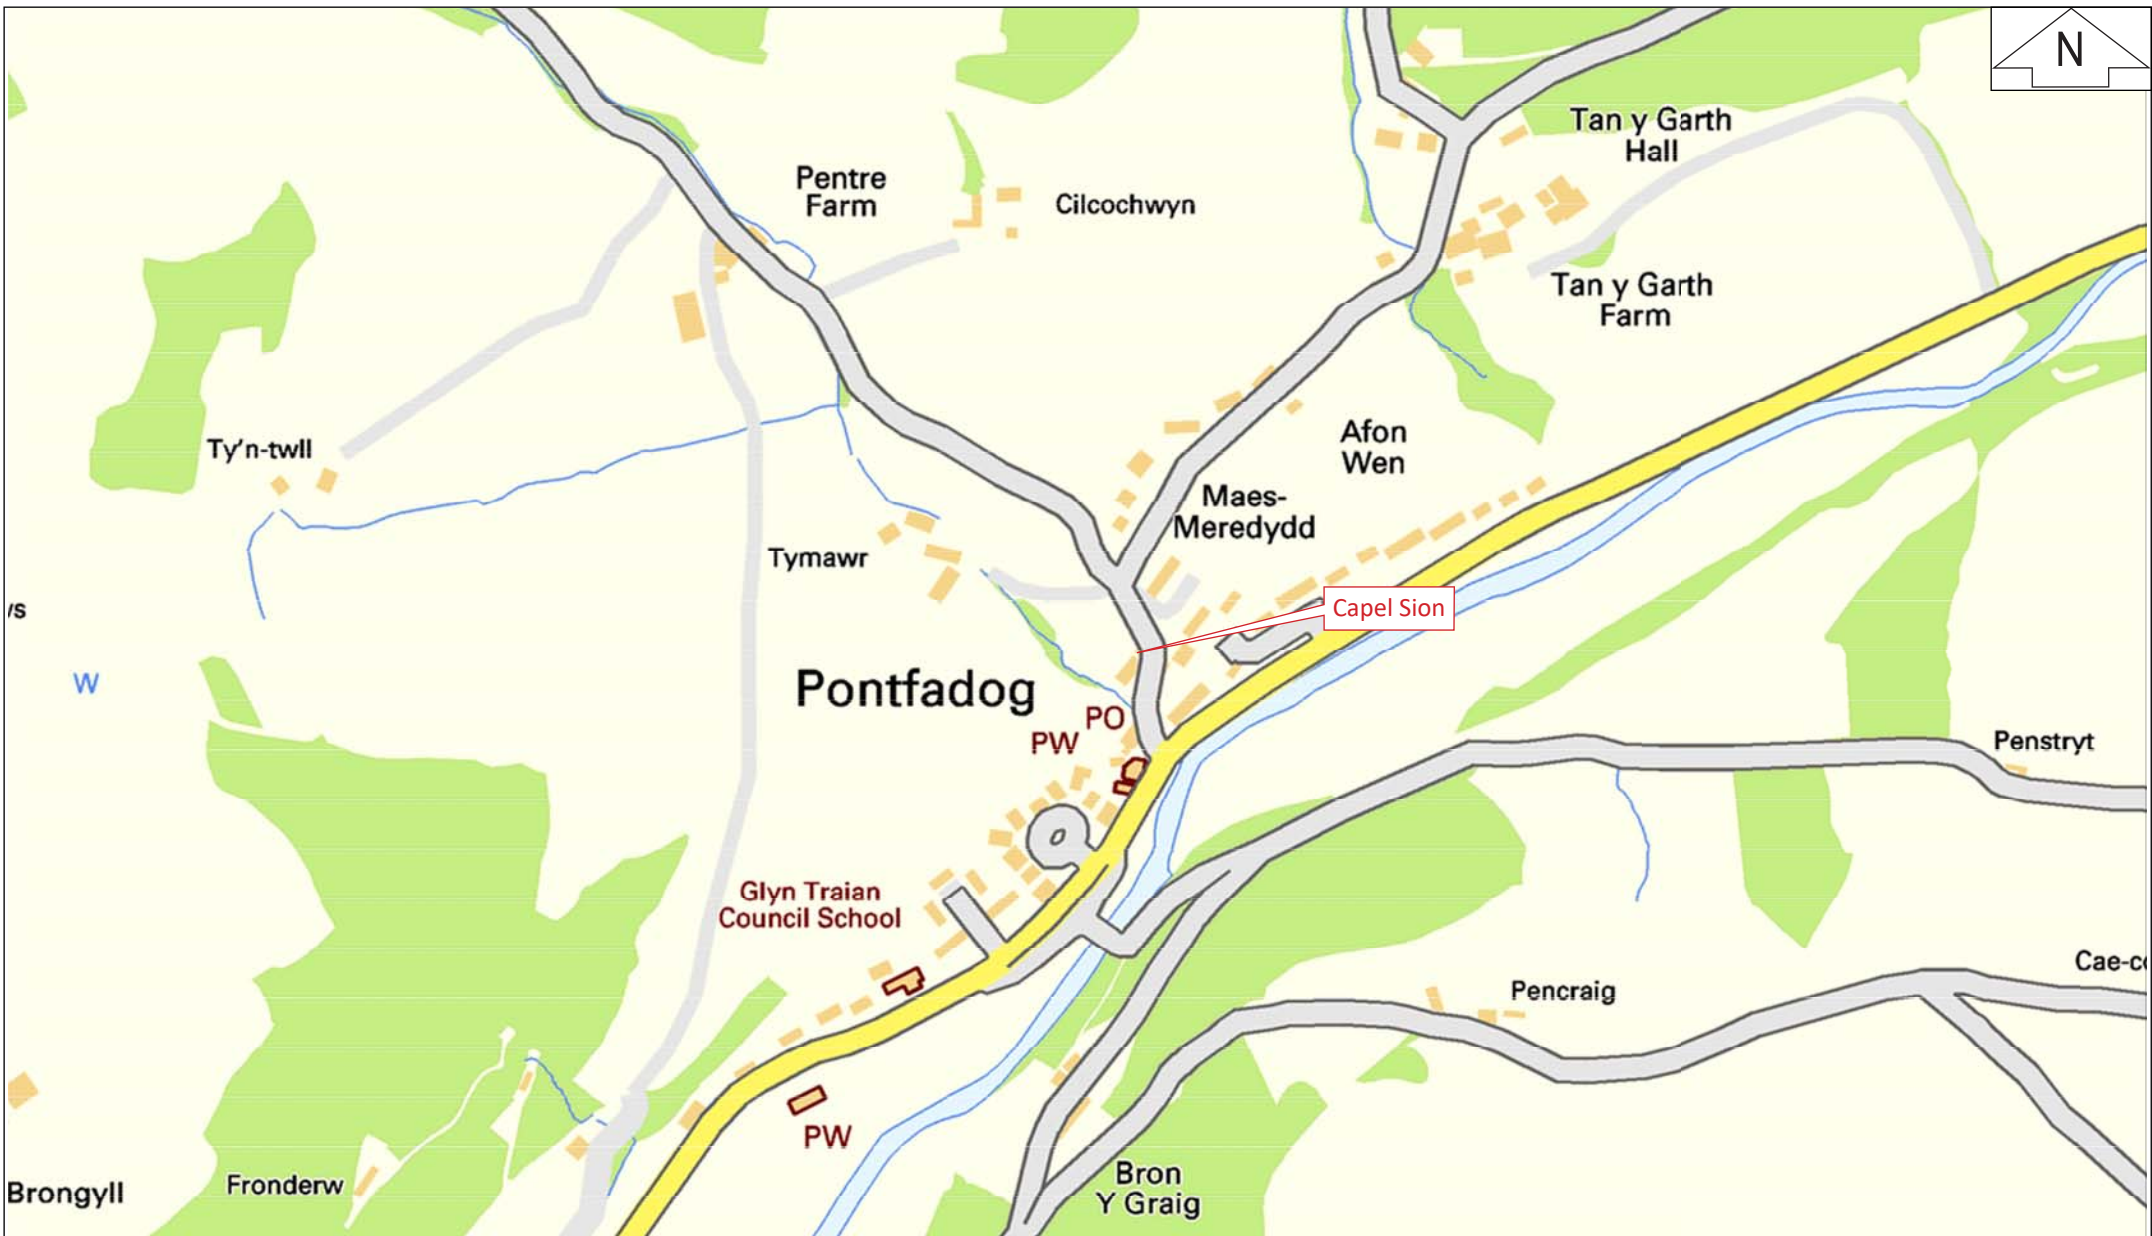 N
Tan y Garth
Hall
Pentre
Farm
Cilcochwyn
Tan y Garth
Farm
Ty'n-twll
Afon
Wen
Maes-
Meredydd
Tymawr
Capel Sion
W
Pontfadog
PO
PW
Penstryt
Glyn Traian
Council School
Pencraig
PW
Fronderw
Brongyll
Bron
Y Graig